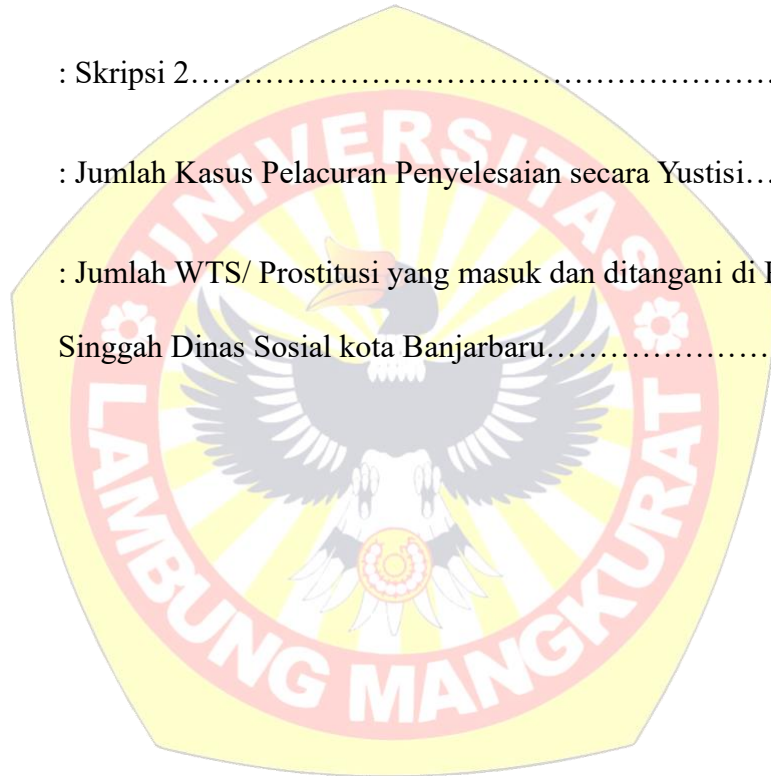 : Skripsi 2……………………………………………………
: Jumlah Kasus Pelacuran Penyelesaian secara Yustisi…
: Jumlah WTS/ Prostitusi yang masuk dan ditangani di
Singgah Dinas Sosial kota Banjarbaru……………………
UNIVERSITAS
LAMBUNG MANGKURAT